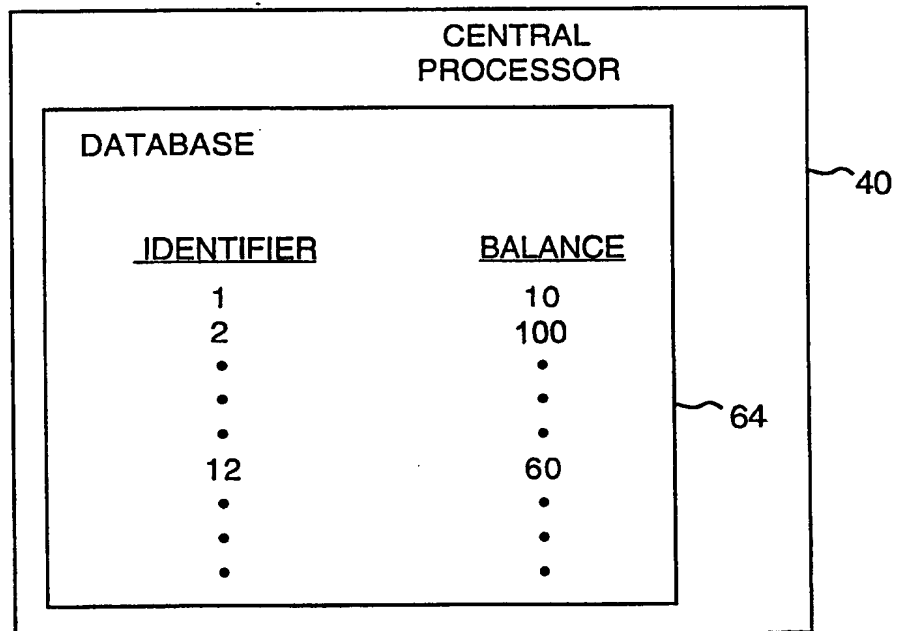 CENTRAL
PROCESSOR
DATABASE
40
IDENTIFIER BALANCE
1 10
2 100
• •
• •
• •
64
12 60
• •
• •
• •